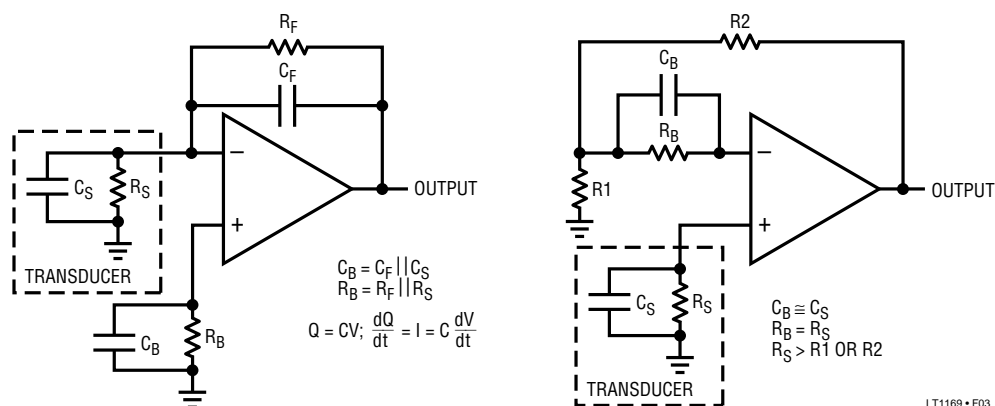 R_F
C_F
−
C_S
R_S
+
OUTPUT
TRANSDUCER
C_B
R_B
C_B = C_F || C_S
R_B = R_F || R_S
Q = CV; dQ/dt = I = C dV/dt
R2
C_B
R_B
−
R1
+
OUTPUT
C_S
R_S
TRANSDUCER
C_B ≅ C_S
R_B = R_S
R_S > R1 OR R2
LT1169 • F03